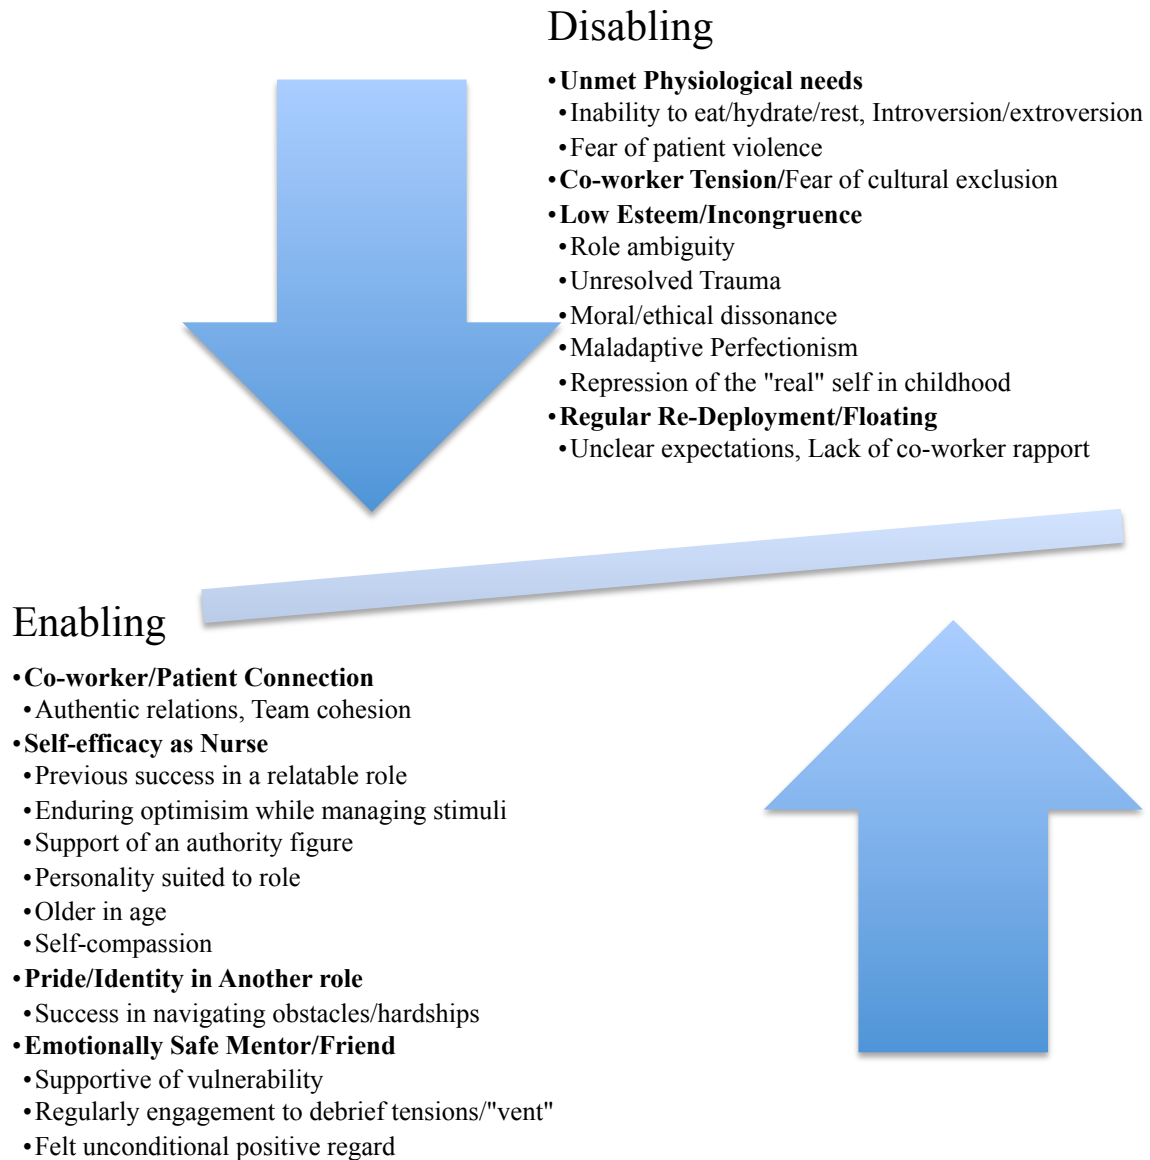 Disabling
•Unmet Physiological needs
•Inability to eat/hydrate/rest, Introversion/extroversion
•Fear of patient violence
•Co-worker Tension/Fear of cultural exclusion
•Low Esteem/Incongruence
•Role ambiguity
•Unresolved Trauma
•Moral/ethical dissonance
•Maladaptive Perfectionism
•Repression of the "real" self in childhood
•Regular Re-Deployment/Floating
•Unclear expectations, Lack of co-worker rapport
Enabling
•Co-worker/Patient Connection
•Authentic relations, Team cohesion
•Self-efficacy as Nurse
•Previous success in a relatable role
•Enduring optimisim while managing stimuli
•Support of an authority figure
•Personality suited to role
•Older in age
•Self-compassion
•Pride/Identity in Another role
•Success in navigating obstacles/hardships
•Emotionally Safe Mentor/Friend
•Supportive of vulnerability
•Regularly engagement to debrief tensions/"vent"
•Felt unconditional positive regard